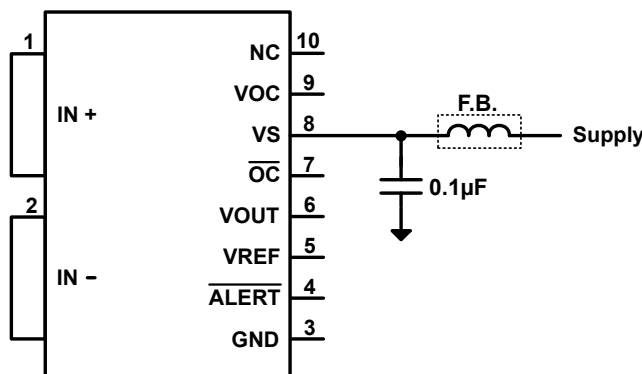 1
IN +
2
IN −
NC 10
VOC 9
VS 8
OC 7
VOUT 6
VREF 5
ALERT 4
GND 3
F.B.
Supply
0.1µF